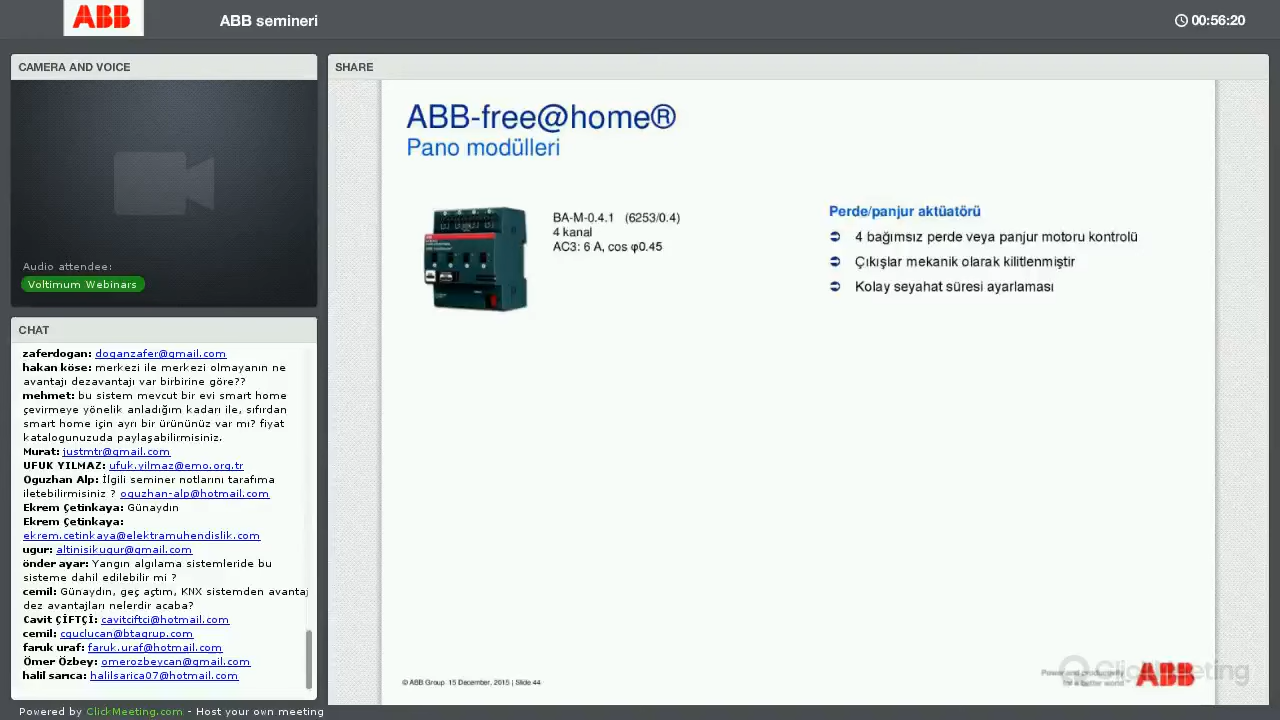 ABB
ABB semineri
00:56:20
CAMERA AND VOICE
Audio attendee:
Voltimum Webinars
CHAT
zaferdogan: doganzafer@gmail.com
hakan köse: merkezi ile merkezi olmayanın ne
avantajı dezavantajı var birbirine göre??
mehmet: bu sistem mevcut bir evi smart home
çevirmeye yönelik anladığım kadarı ile, sıfırdan
smart home için ayrı bir ürününüz var mı? fiyat
katalogunuzuda paylaşabilirmisiniz.
Murat: justmtr@gmail.com
UFUK YILMAZ: ufuk.yilmaz@emo.org.tr
Oguzhan Alp: İlgili seminer notlarını tarafıma
iletebilirmisiniz ? oguzhan-alp@hotmail.com
Ekrem Çetinkaya: Günaydın
Ekrem Çetinkaya:
ekrem.cetinkaya@elektramuhendislik.com
ugur: altinisikugur@gmail.com
önder ayar: Yangın algılama sistemleride bu
sisteme dahil edilebilir mi ?
cemil: Günaydın, geç açtım, KNX sistemden avantaj
dez avantajları nelerdir acaba?
Cavit ÇİFTÇİ: cavitciftci@hotmail.com
cemil: cguclucan@btagrup.com
faruk uraf: faruk.uraf@hotmail.com
Ömer Özbey: omerozbeycan@gmail.com
halil sarıca: halilsarica07@hotmail.com
Powered by ClickMeeting.com - Host your own meeting
SHARE
ABB-free@home®
Pano modülleri
BA-M-0.4.1 (6253/0.4)
4 kanal
AC3: 6 A, cos φ0.45
Perde/panjur aktüatörü
4 bağımsız perde veya panjur motoru kontrolü
Çıkışlar mekanik olarak kilitlenmiştir
Kolay seyahat süresi ayarlaması
© ABB Group 15 December, 2015 | Slide 44
Power and productivity
for a better world
ABB
ClickMeeting